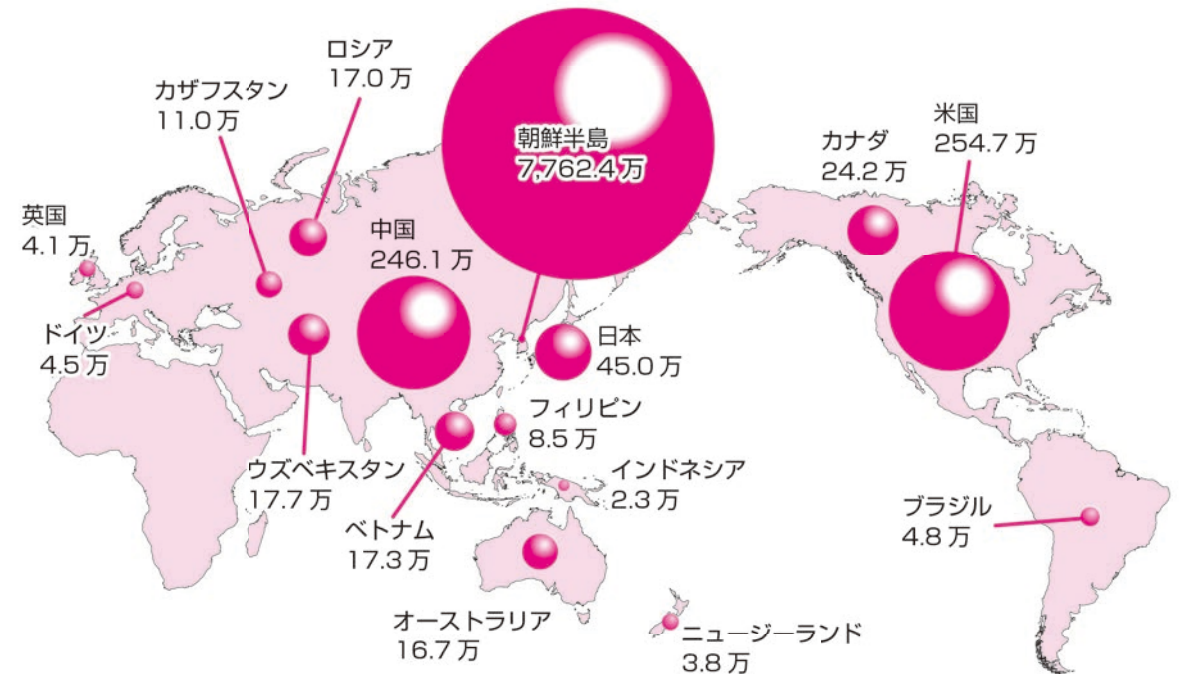 ロシア
17.0 万
カザフスタン
11.0 万
朝鮮半島
7,762.4 万
米国
254.7 万
カナダ
24.2 万
英国
4.1 万
中国
246.1 万
ドイツ
4.5 万
日本
45.0 万
フィリピン
8.5 万
ウズベキスタン
17.7 万
インドネシア
2.3 万
ベトナム
17.3 万
ブラジル
4.8 万
オーストラリア
16.7 万
ニュージーランド
3.8 万